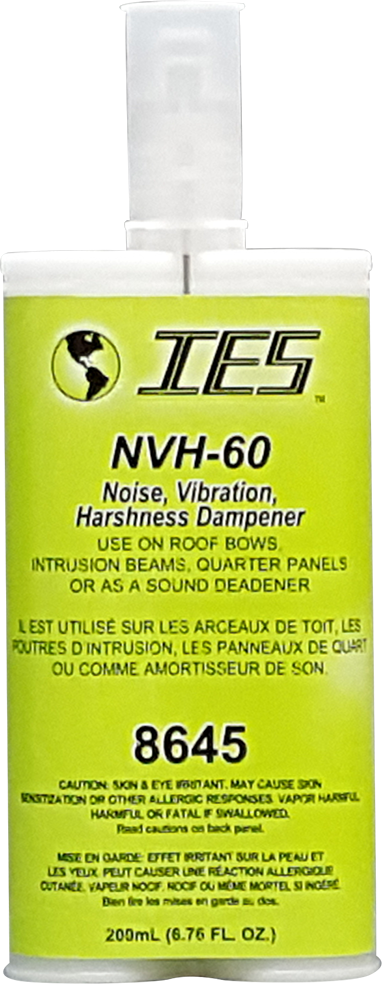 IES
TM
NVH-60
Noise, Vibration,
Harshness Dampener
USE ON ROOF BOWS,
INTRUSION BEAMS, QUARTER PANELS
OR AS A SOUND DEADENER
IL EST UTILISÉ SUR LES ARCEAUX DE TOIT, LES
POUTRES D'INTRUSION, LES PANNEAUX DE QUART
OU COMME AMORTISSEUR DE SON.
8645
CAUTION: SKIN & EYE IRRITANT. MAY CAUSE SKIN
SENSITIZATION OR OTHER ALLERGIC RESPONSES. VAPOR HARMFUL.
HARMFUL OR FATAL IF SWALLOWED.
Read cautions on back panel.
MISE EN GARDE: EFFET IRRITANT SUR LA PEAU ET
LES YEUX. PEUT CAUSER UNE RÉACTION ALLERGIQUE
CUTANÉE. VAPEUR NOCIF. NOCIF OU MÊME MORTEL SI INGÉRÉ.
Bien lire les mises en garde au dos.
200mL (6.76 FL. OZ.)